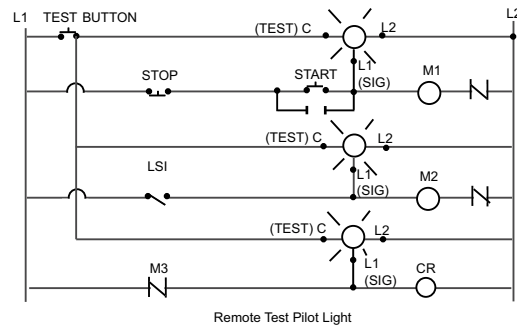 L1 TEST BUTTON L2
(TEST) C L2
STOP START L1 M1
(SIG)
(TEST) C L2
LSI L1 M2
(SIG)
(TEST) C L2
M3 L1 CR
(SIG)
Remote Test Pilot Light